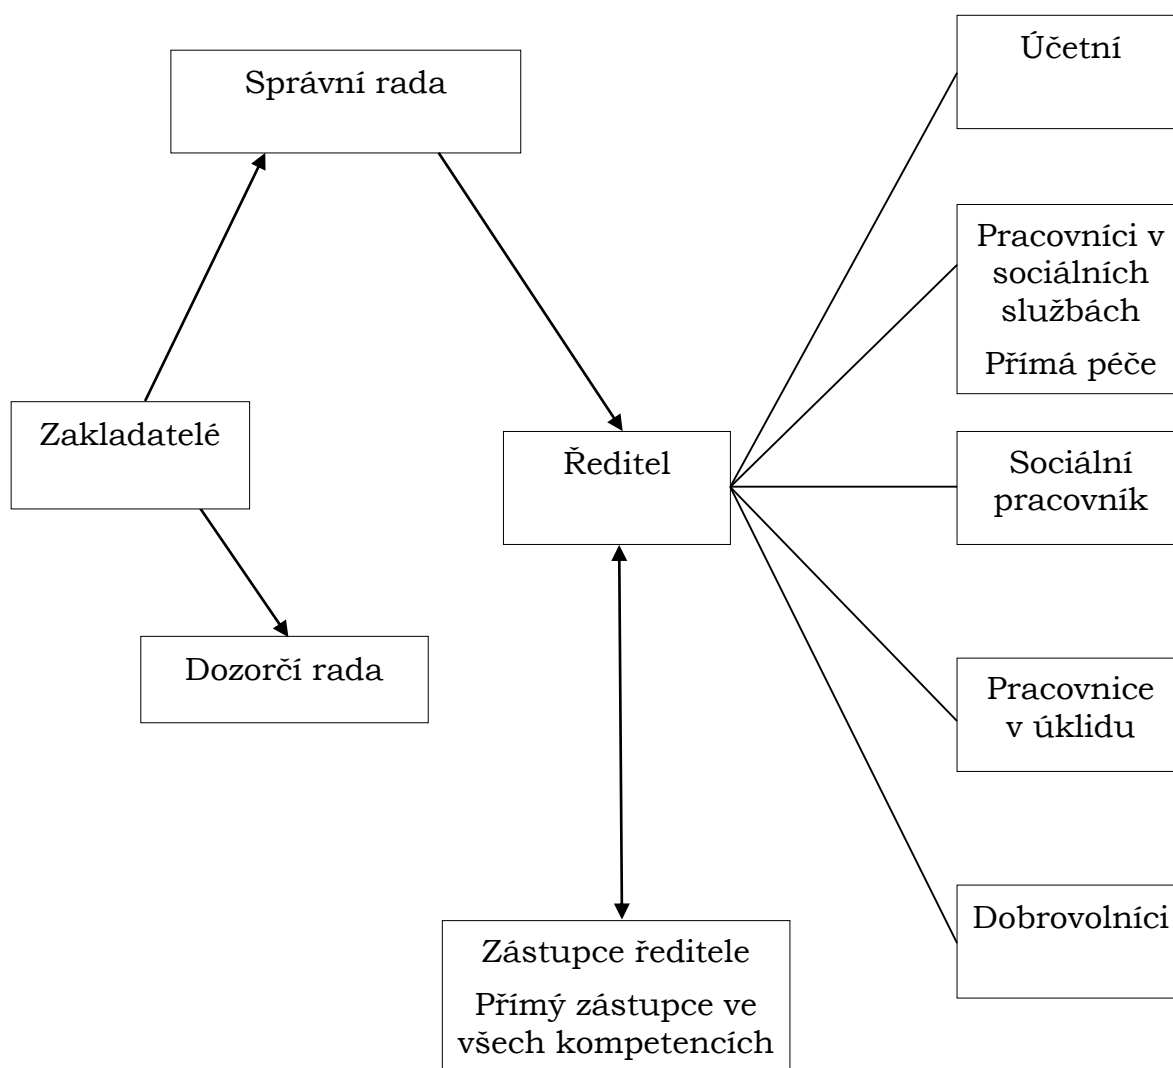 Účetní
Správní rada
Pracovníci v
sociálních
službách
Přímá péče
Zakladatelé
Ředitel
Sociální
pracovník
Dozorčí rada
Pracovnice
v úklidu
Dobrovolníci
Zástupce ředitele
Přímý zástupce ve
všech kompetencích